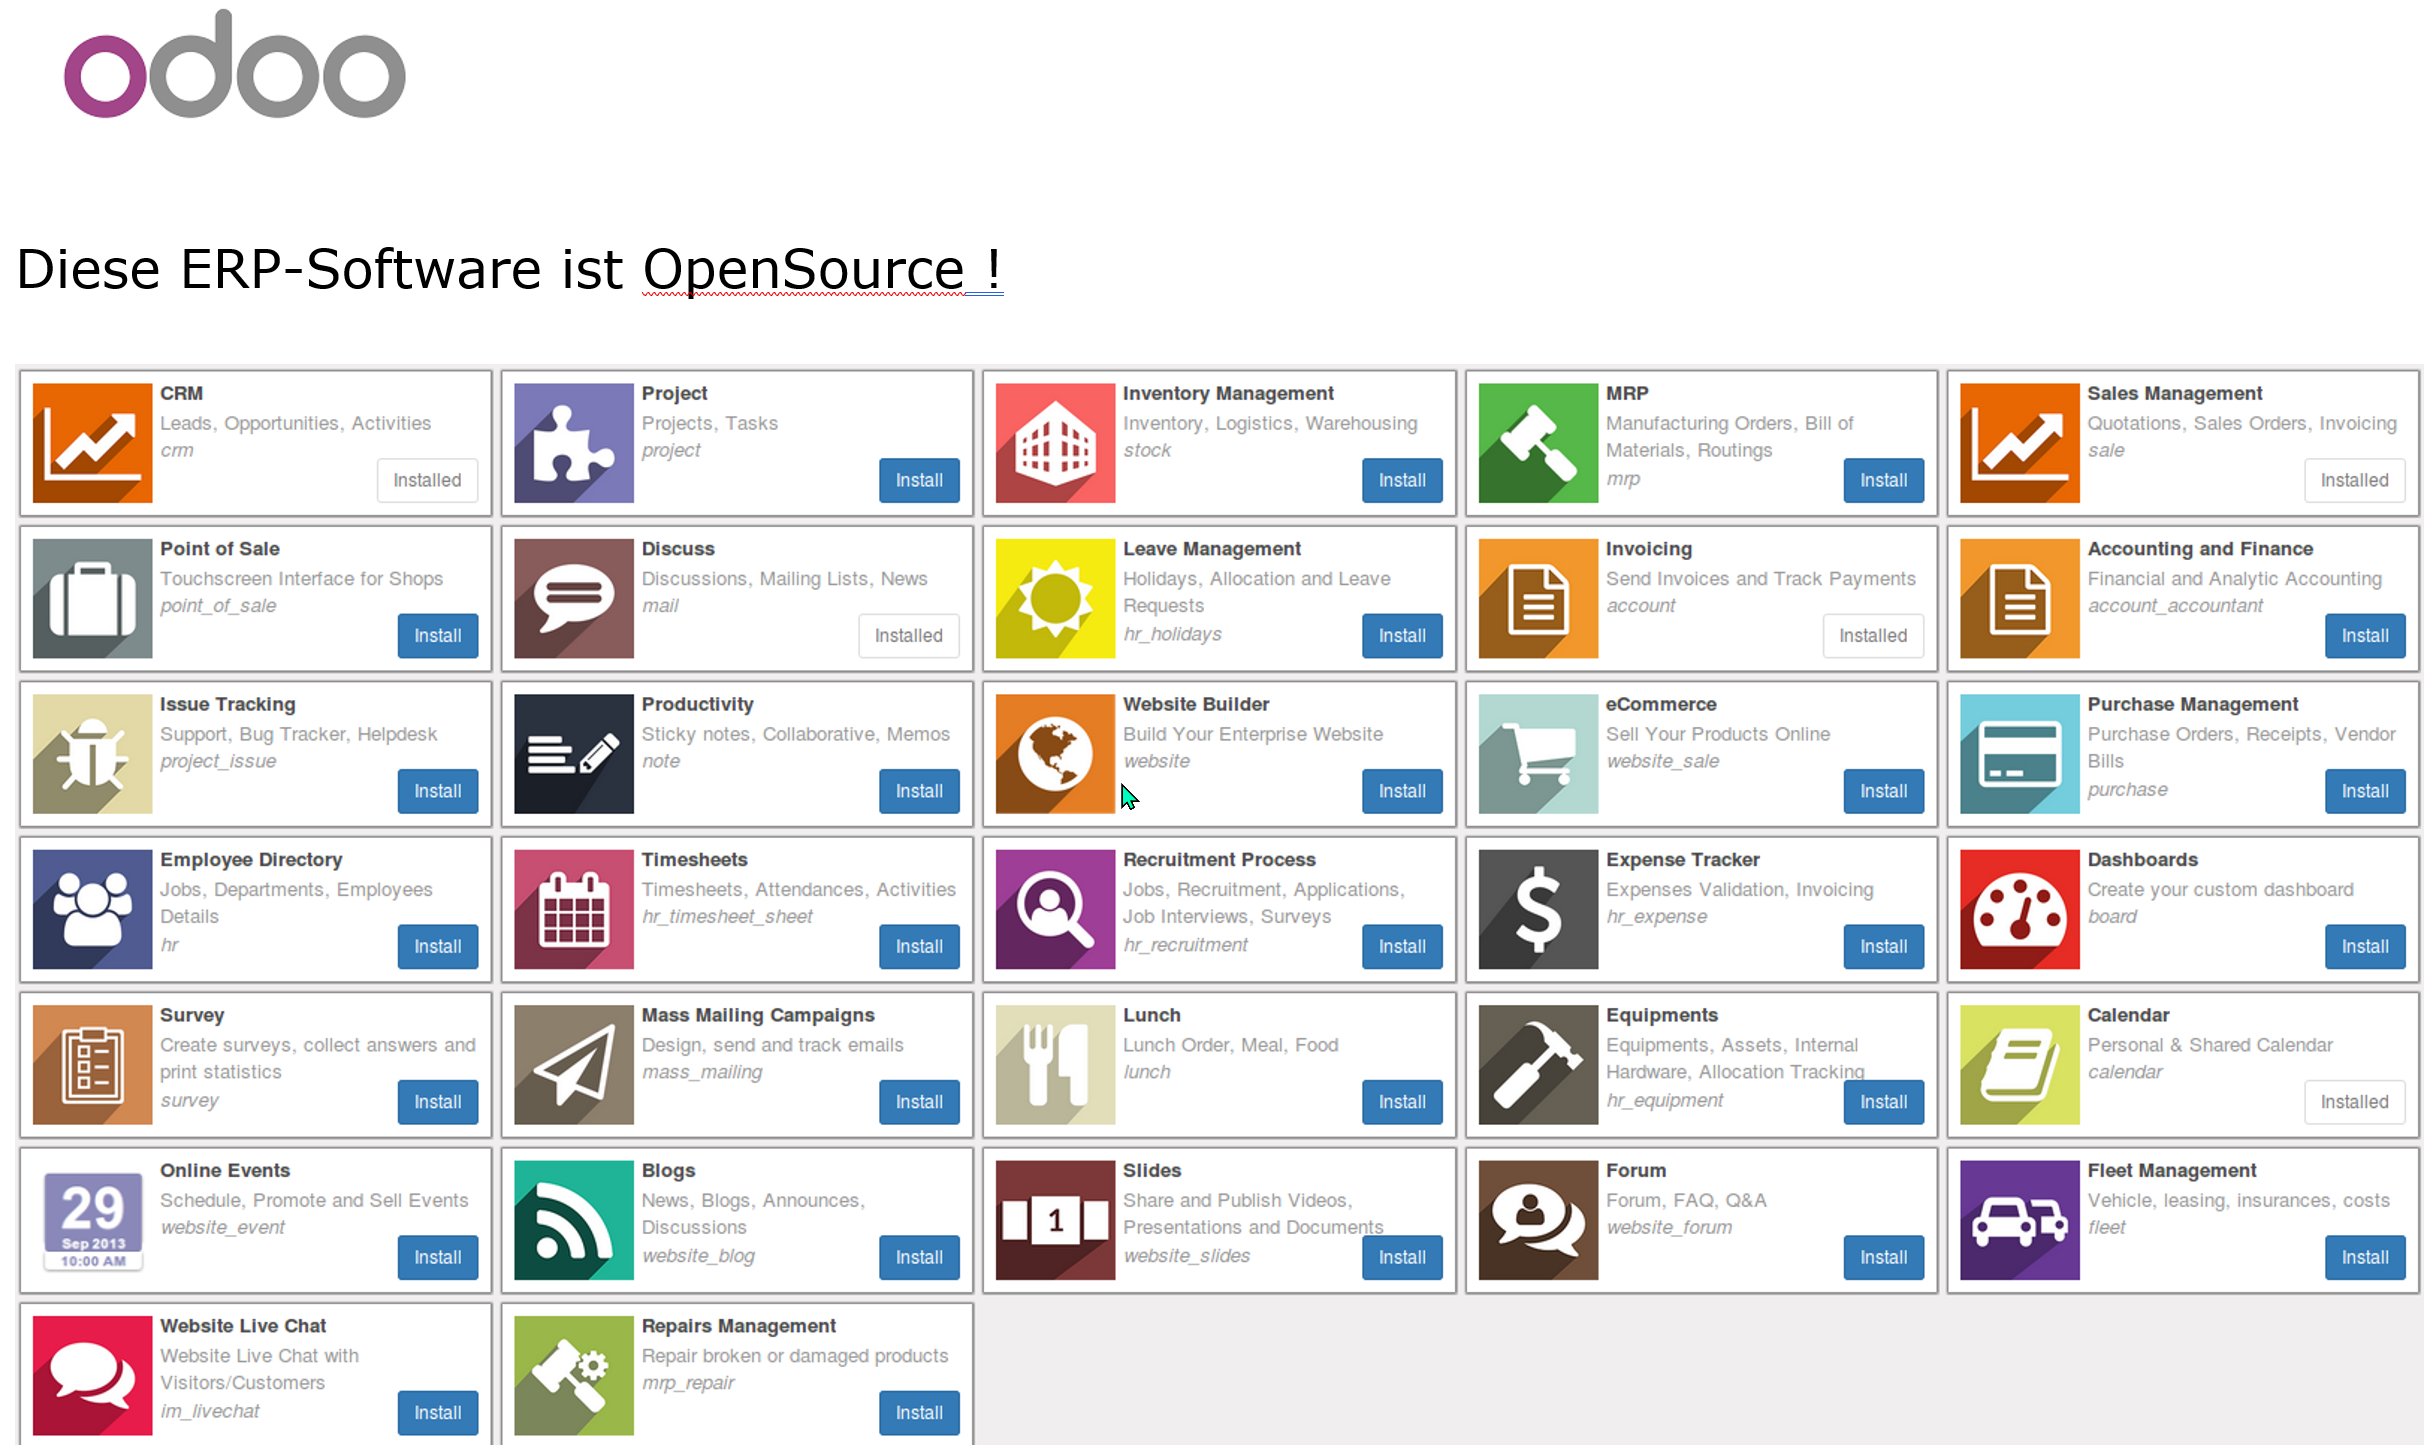 odoo
Diese ERP-Software ist OpenSource !
CRM
Leads, Opportunities, Activities
crm
Installed
Project
Projects, Tasks
project
Install
Inventory Management
Inventory, Logistics, Warehousing
stock
Install
MRP
Manufacturing Orders, Bill of
Materials, Routings
mrp
Install
Sales Management
Quotations, Sales Orders, Invoicing
sale
Installed
Point of Sale
Touchscreen Interface for Shops
point_of_sale
Install
Discuss
Discussions, Mailing Lists, News
mail
Installed
Leave Management
Holidays, Allocation and Leave
Requests
hr_holidays
Install
Invoicing
Send Invoices and Track Payments
account
Installed
Accounting and Finance
Financial and Analytic Accounting
account_accountant
Install
Issue Tracking
Support, Bug Tracker, Helpdesk
project_issue
Install
Productivity
Sticky notes, Collaborative, Memos
note
Install
Website Builder
Build Your Enterprise Website
website
Install
eCommerce
Sell Your Products Online
website_sale
Install
Purchase Management
Purchase Orders, Receipts, Vendor
Bills
purchase
Install
Employee Directory
Jobs, Departments, Employees
Details
hr
Install
Timesheets
Timesheets, Attendances, Activities
hr_timesheet_sheet
Install
Recruitment Process
Jobs, Recruitment, Applications,
Job Interviews, Surveys
hr_recruitment
Install
$
Expense Tracker
Expenses Validation, Invoicing
hr_expense
Install
Dashboards
Create your custom dashboard
board
Install
Survey
Create surveys, collect answers and
print statistics
survey
Install
Mass Mailing Campaigns
Design, send and track emails
mass_mailing
Install
Lunch
Lunch Order, Meal, Food
lunch
Install
Equipments
Equipments, Assets, Internal
Hardware, Allocation Tracking
hr_equipment
Install
Calendar
Personal & Shared Calendar
calendar
Installed
29
Sep 2013
10:00 AM
Online Events
Schedule, Promote and Sell Events
website_event
Install
Blogs
News, Blogs, Announces,
Discussions
website_blog
Install
1
Slides
Share and Publish Videos,
Presentations and Documents
website_slides
Install
Forum
Forum, FAQ, Q&A
website_forum
Install
Fleet Management
Vehicle, leasing, insurances, costs
fleet
Install
Website Live Chat
Website Live Chat with
Visitors/Customers
im_livechat
Install
Repairs Management
Repair broken or damaged products
mrp_repair
Install